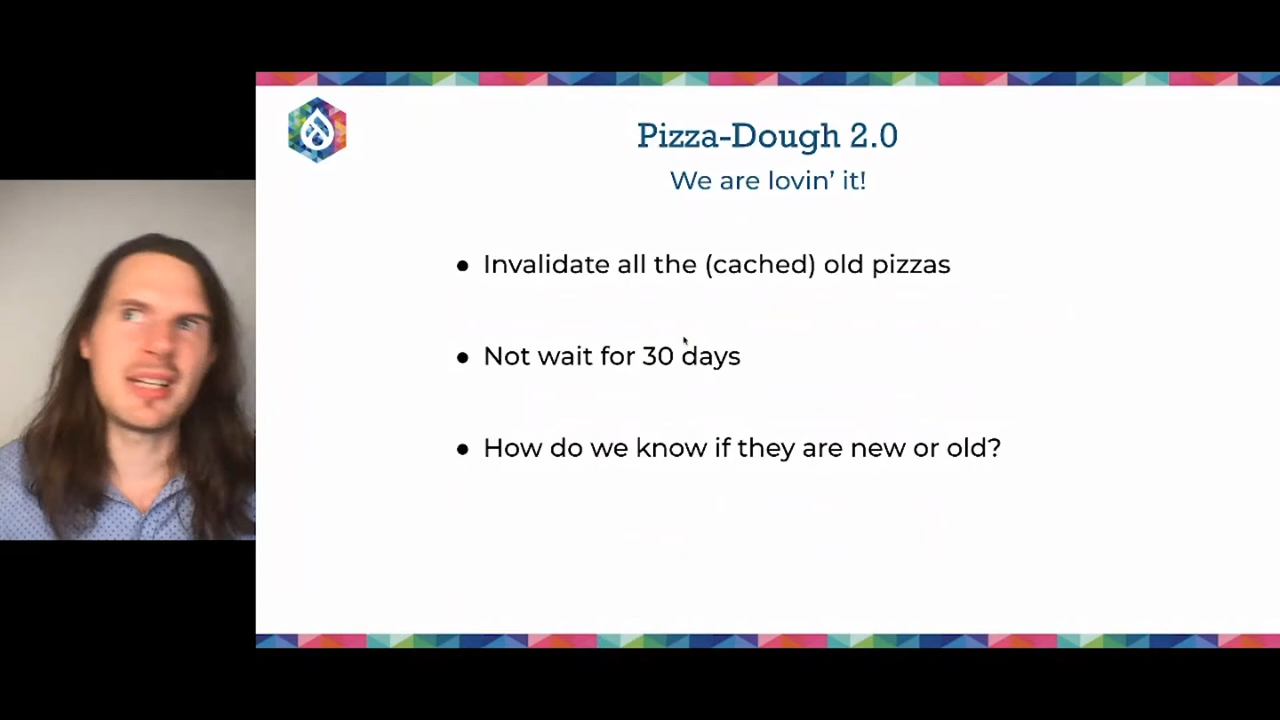 Pizza-Dough 2.0
We are lovin’ it!
● Invalidate all the (cached) old pizzas
● Not wait for 30 days
● How do we know if they are new or old?